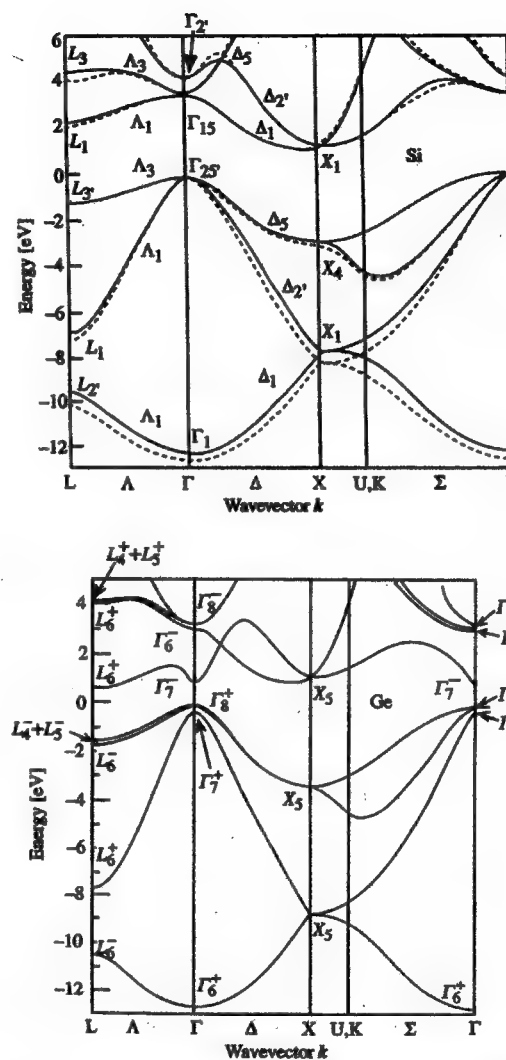 Γ2'
6
L3
Λ3
Δ5
4
Δ2'
2
L1
Λ1
Γ15
Δ1
X1
Si
0
Λ3
Γ25'
L3'
Δ5
-2
X4
-4
Λ1
Δ2'
-6
L1
X1
-8
L2'
Δ1
-10
Λ1
Γ1
-12
Energy [eV]
L Λ Γ Δ X U,K Σ
Wavevector k
L4+ + L5+
4
L6+
Γ8-
Γ6-
2
L6+
Γ7-
X5
Ge
Γ7-
0
Γ8+
L4- + L5-
-2
L6-
Γ7+
X5
-4
-6
L6+
-8
X5
-10
L6-
-12
Γ6+
Γ6+
Energy [eV]
L Λ Γ Δ X U,K Σ Γ
Wavevector k